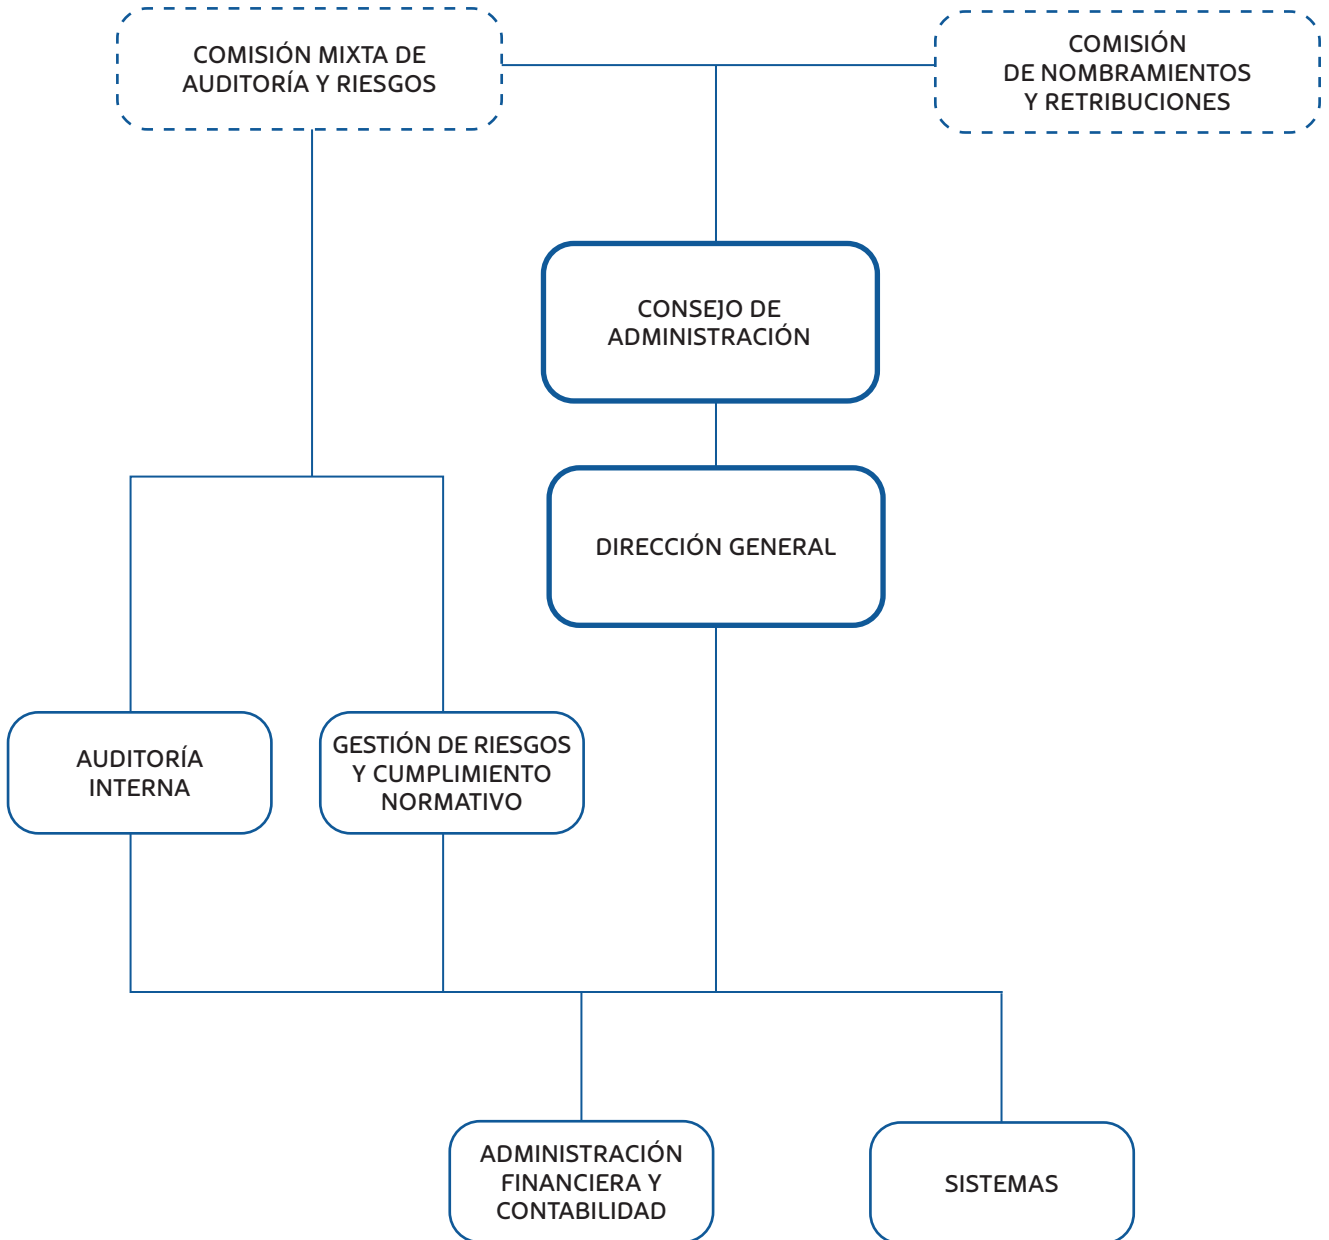 COMISIÓN MIXTA DE
AUDITORÍA Y RIESGOS
COMISIÓN
DE NOMBRAMIENTOS
Y RETRIBUCIONES
CONSEJO DE
ADMINISTRACIÓN
DIRECCIÓN GENERAL
AUDITORÍA
INTERNA
GESTIÓN DE RIESGOS
Y CUMPLIMIENTO
NORMATIVO
ADMINISTRACIÓN
FINANCIERA Y
CONTABILIDAD
SISTEMAS